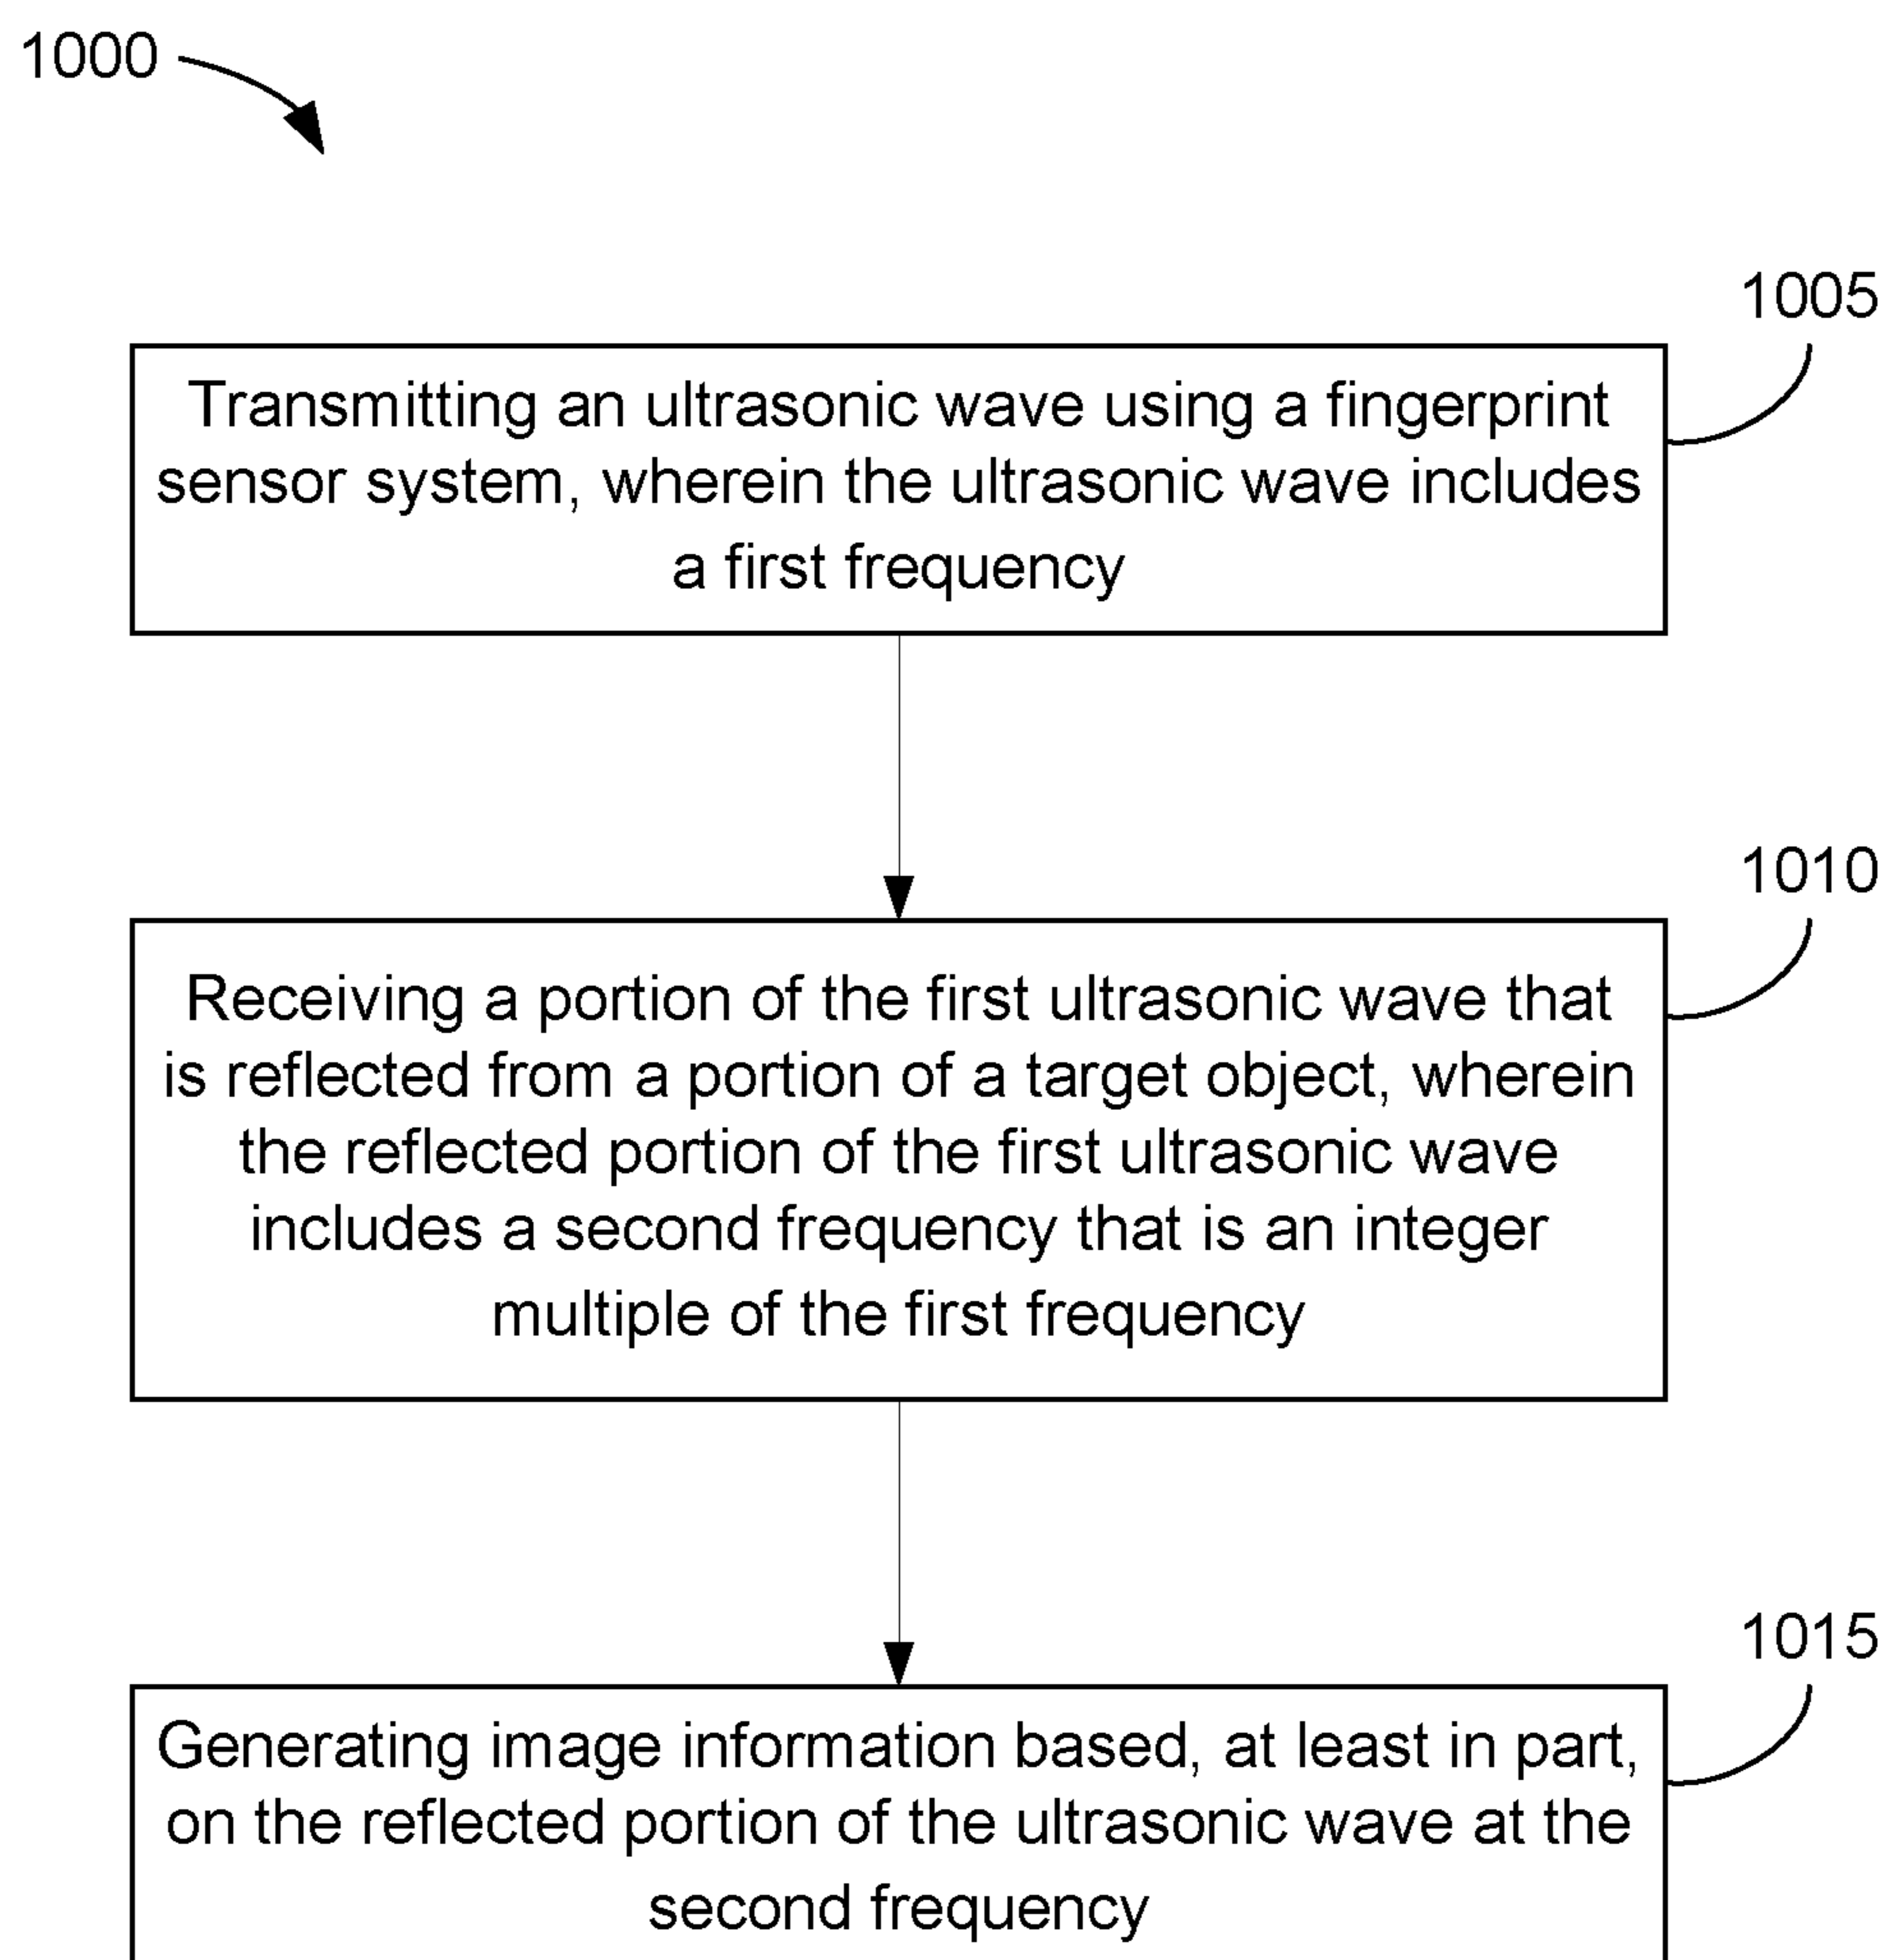 1000
1005
Transmitting an ultrasonic wave using a fingerprint
sensor system, wherein the ultrasonic wave includes
a first frequency
1010
Receiving a portion of the first ultrasonic wave that
is reflected from a portion of a target object, wherein
the reflected portion of the first ultrasonic wave
includes a second frequency that is an integer
multiple of the first frequency
1015
Generating image information based, at least in part,
on the reflected portion of the ultrasonic wave at the
second frequency